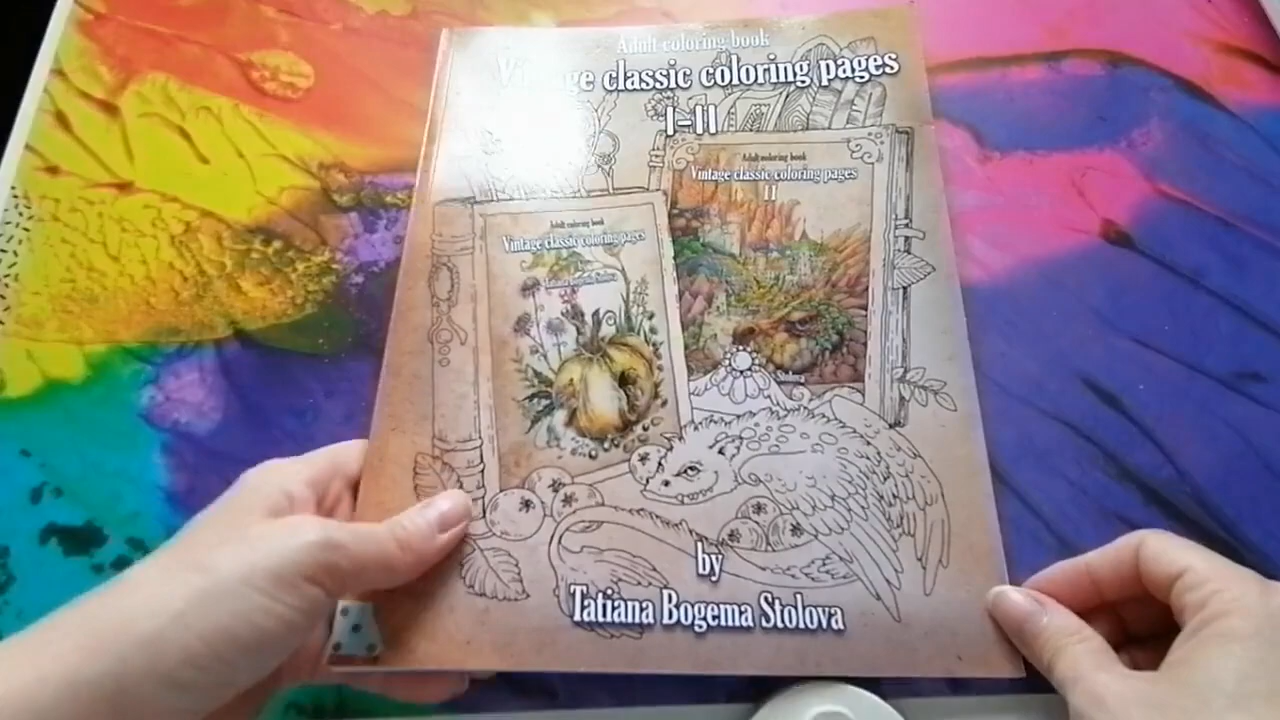 Adult coloring book
Vintage classic coloring pages
I-II
Adult coloring book
Vintage classic coloring pages
II
Adult coloring book
Vintage classic coloring pages
by
Tatiana Bogema Stolova